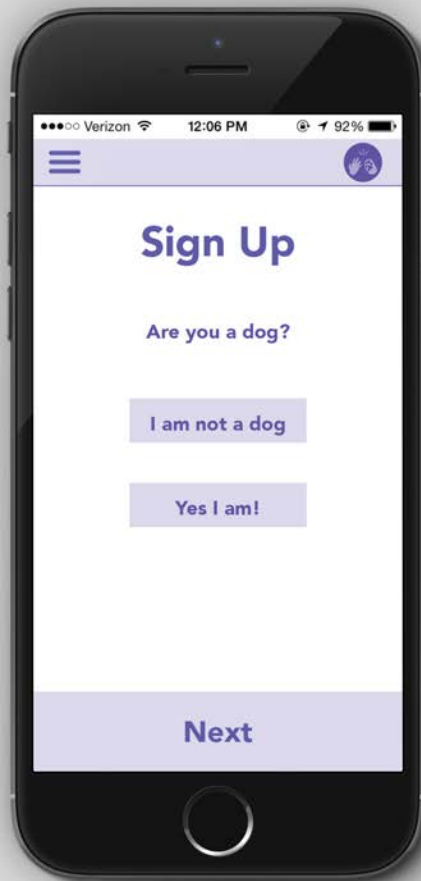 Verizon 12:06 PM 92%
Sign Up
Are you a dog?
I am not a dog
Yes I am!
Next